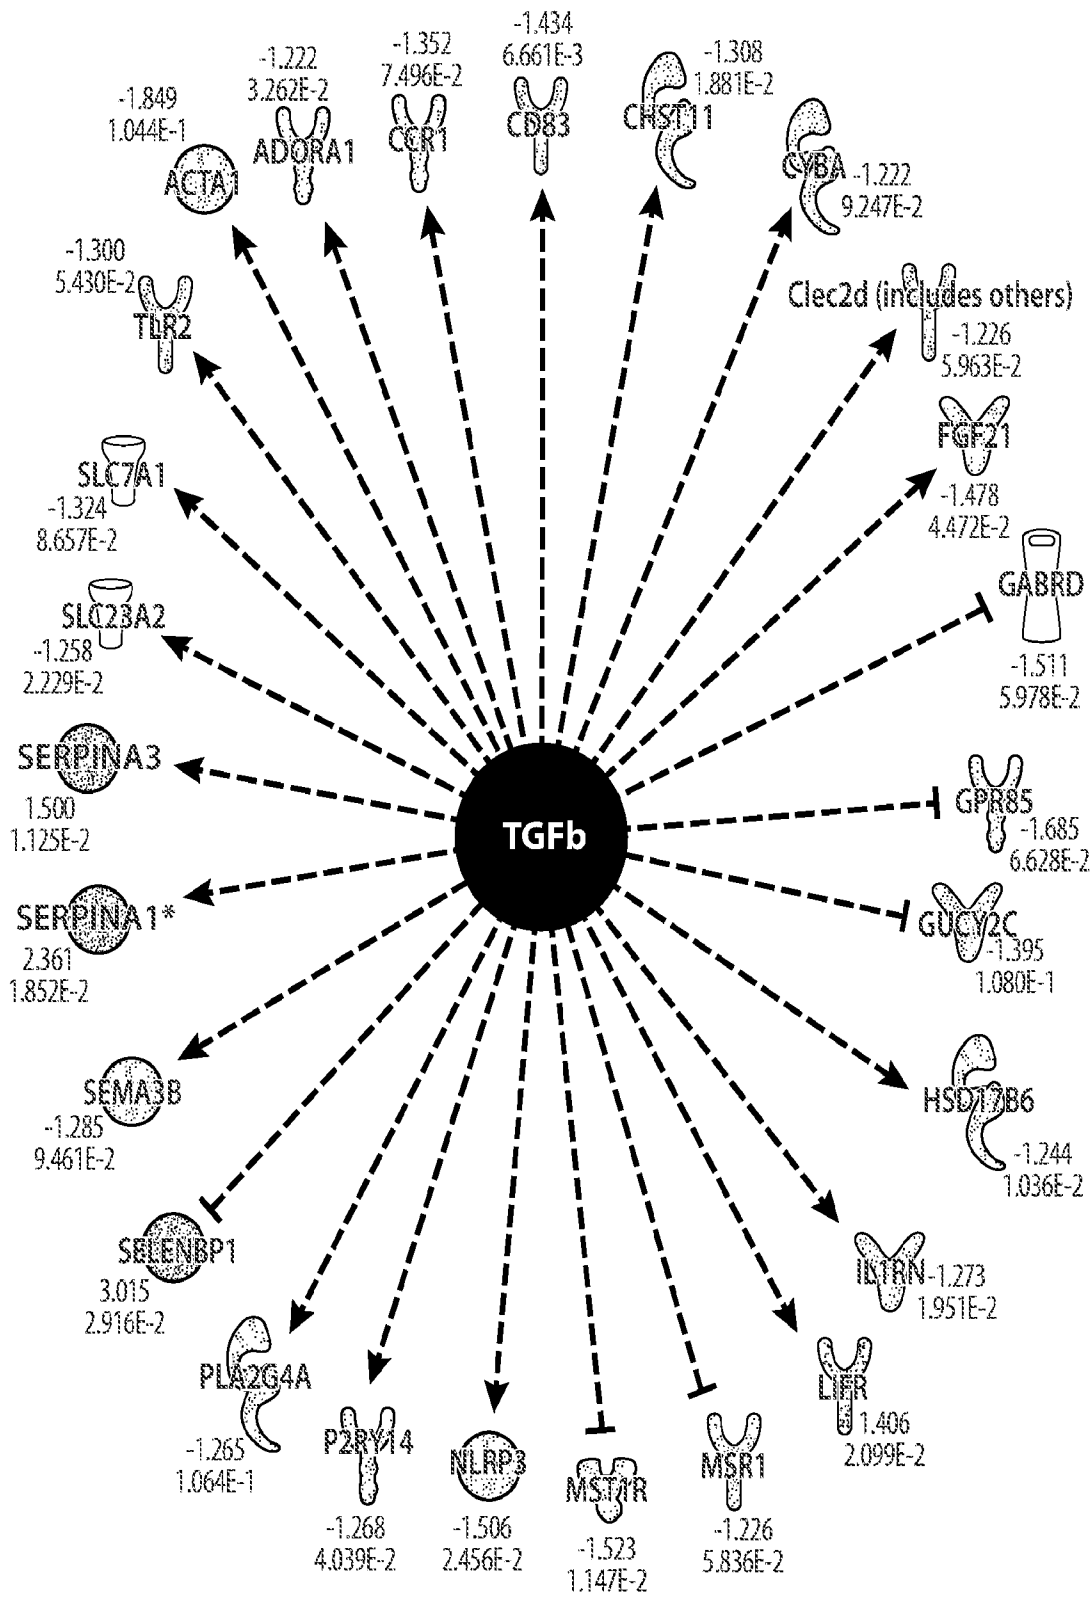 -1.434
6.661E-3
CD83
-1.308
1.881E-2
CHST11
CYBA
-1.222
9.247E-2
Clec2d (includes others)
-1.226
5.963E-2
FGF21
-1.478
4.472E-2
GABRD
-1.511
5.978E-2
GPR85
-1.685
6.628E-2
GUCY2C
-1.395
1.080E-1
HSD17B6
-1.244
1.036E-2
IL1RN
-1.273
1.951E-2
LIFR
1.406
2.099E-2
MSR1
-1.226
5.836E-2
MST1R
-1.523
1.147E-2
NLRP3
-1.506
2.456E-2
P2RY14
-1.268
4.039E-2
PLA2G4A
-1.265
1.064E-1
SELENBP1
3.015
2.916E-2
SEMA3B
-1.285
9.461E-2
SERPINA1*
2.361
1.852E-2
SERPINA3
1.500
1.125E-2
SLC23A2
-1.258
2.229E-2
SLC7A1
-1.324
8.657E-2
-1.300
5.430E-2
TLR2
-1.849
1.044E-1
ACTA1
-1.222
3.262E-2
ADORA1
-1.352
7.496E-2
CCR1
TGFb